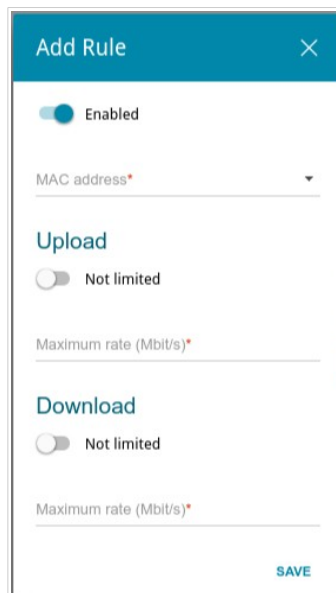 Add Rule
Enabled
MAC address*
Upload
Not limited
Maximum rate (Mbit/s)*
Download
Not limited
Maximum rate (Mbit/s)*
SAVE